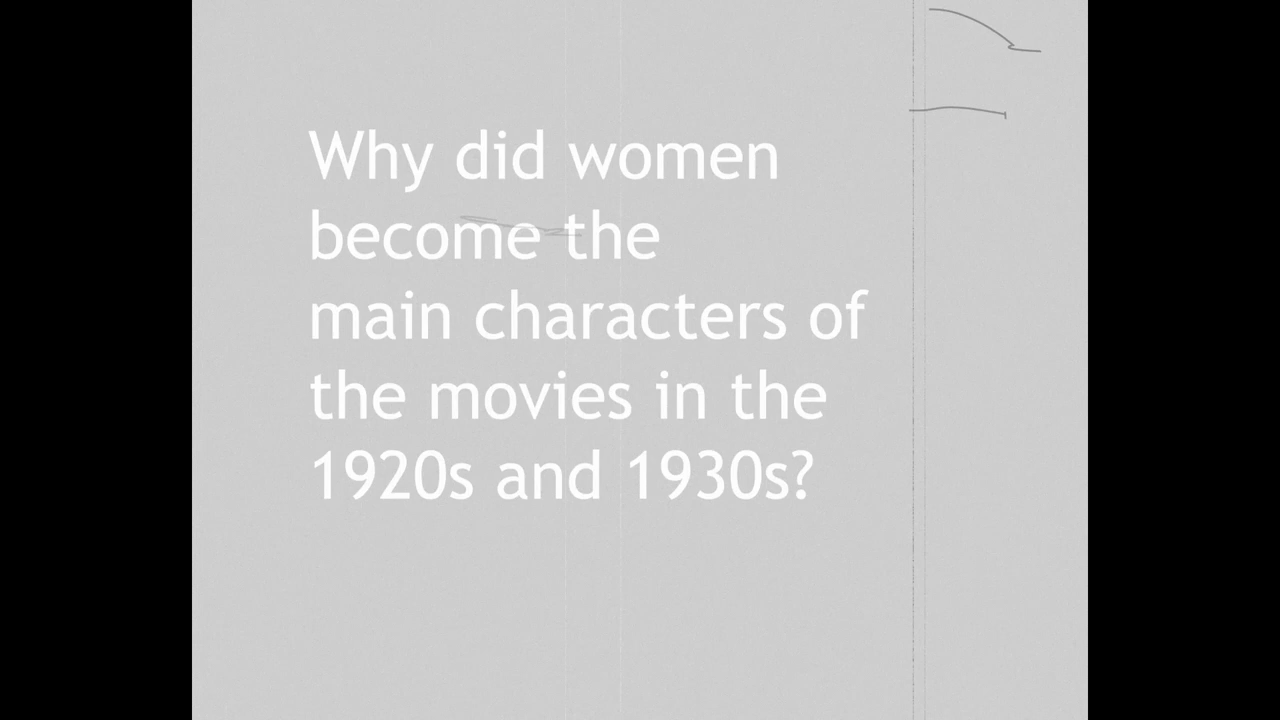 Why did women
become the
main characters of
the movies in the
1920s and 1930s?